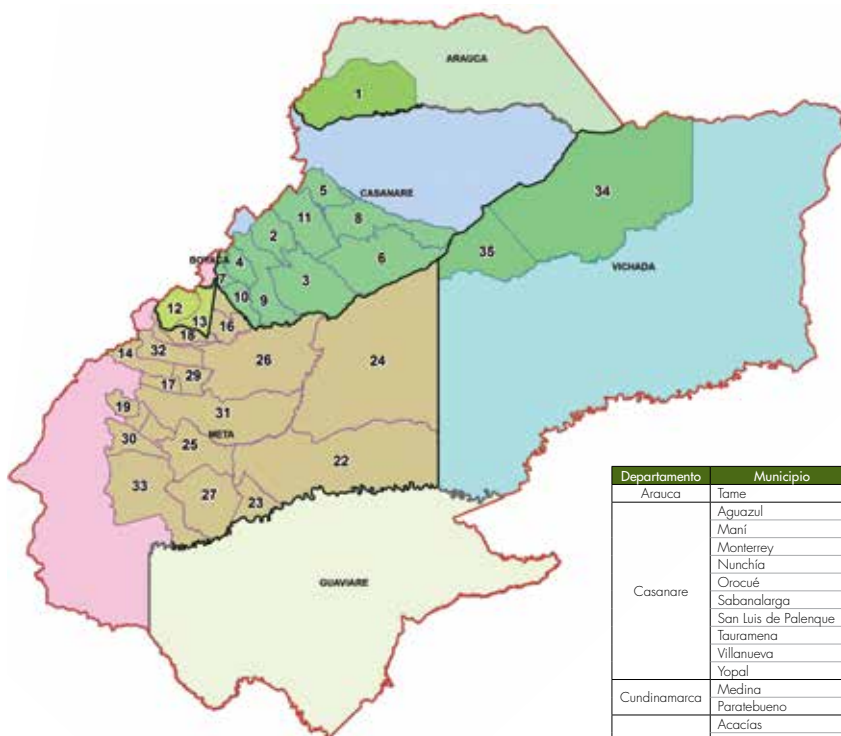 ARAUCA
1
CASANARE
5
34
11
8
2
BOYACÁ
4
6
35
7
3
VICHADA
10
9
12
13
16
18
14
32
26
24
17
29
19
31
META
30
25
22
33
27
23
GUAVIARE
Departamento Municipio
Arauca Tame
Casanare
Aguazul
Maní
Monterrey
Nunchía
Orocué
Sabanalarga
San Luis de Palenque
Tauramena
Villanueva
Yopal
Cundinamarca
Medina
Paratebueno
Acacías